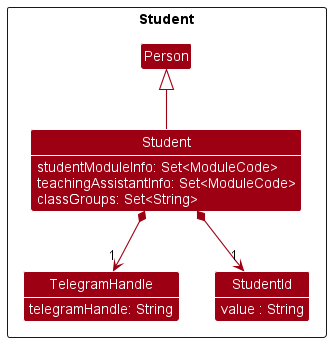 Student
Person
Student
studentModuleInfo: Set<ModuleCode>
teachingAssistantInfo: Set<ModuleCode>
classGroups: Set<String>
1
1
TelegramHandle
telegramHandle: String
StudentId
value : String